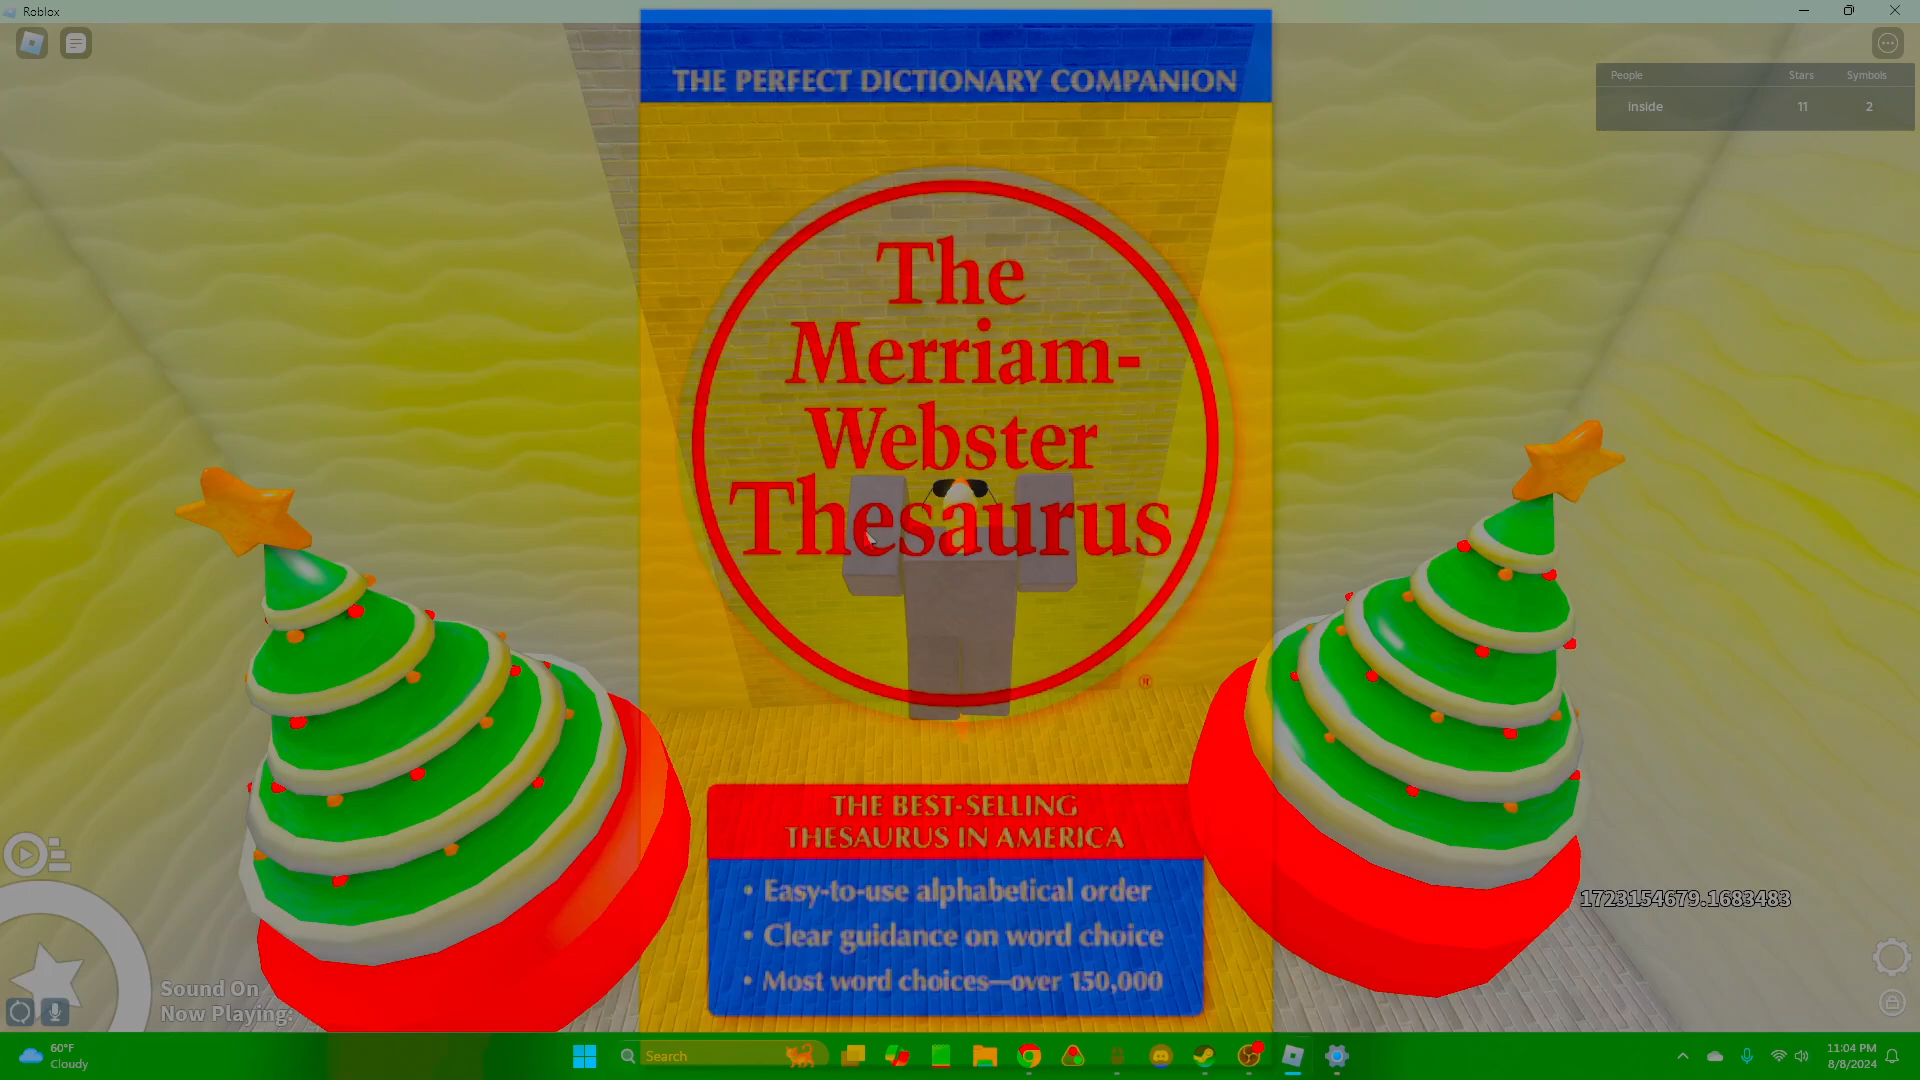 Roblox
People Stars Symbols
Inside 11 2
THE PERFECT DICTIONARY COMPANION
The
Merriam-
Webster
Thesaurus
®
THE BEST-SELLING
THESAURUS IN AMERICA
• Easy-to-use alphabetical order
• Clear guidance on word choice
• Most word choices—over 150,000
1723154679.1683483
Sound On
Now Playing:
60°F
Cloudy
Search
11:04 PM
8/8/2024